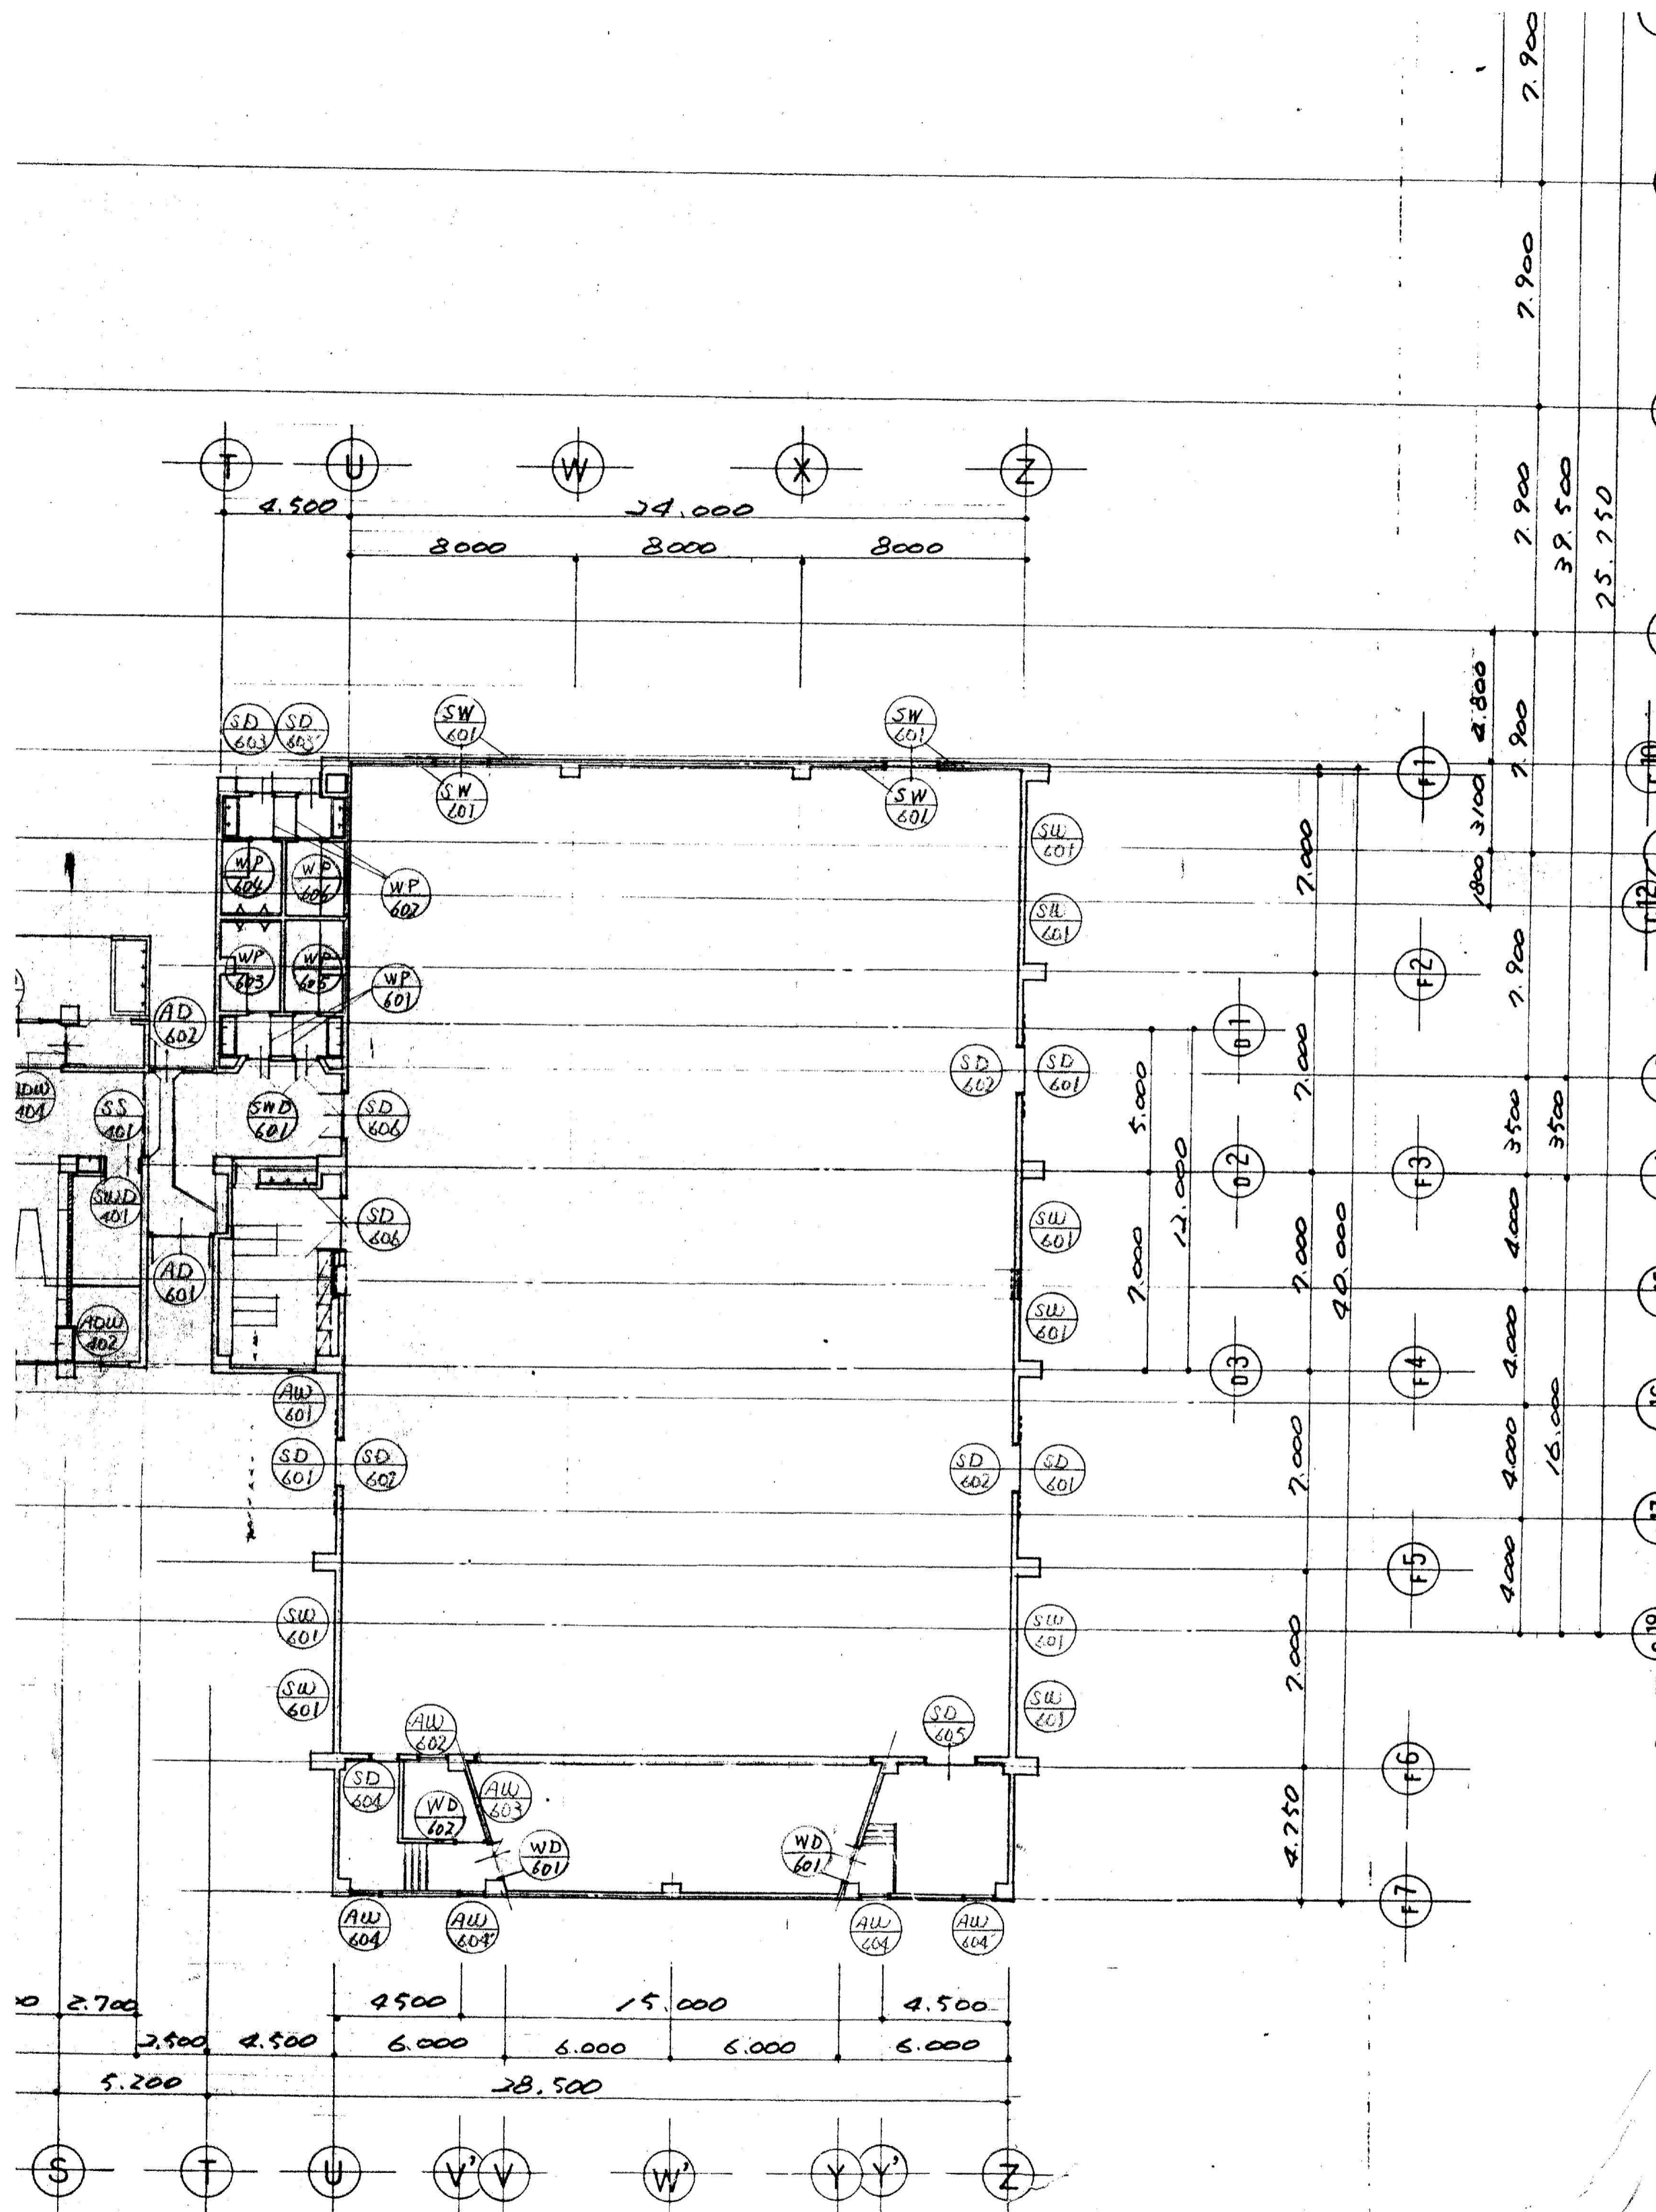 7.900
7.900
T U W X Z
4.500 24.000
8000 8000 8000
7.900
39.500
25.750
SD 603
SD 603'
SW 601
SW 601
SW 601
SW 601
2.800
7.900
F1
3100
1800
7.000
SW 601
SW 601
WP 604
WP 606
WP 602
WP 603
WP 605
WP 601
7.900
F2
AD 602
D1
SD 602
SD 601
7.000
5.000
SS 401
SWD 601
SD 606
3500
3500
D2
F3
12.000
SWD 401
SD 606
SW 601
4.000
7.000
7.000
40.000
AD 601
ADW 402
SW 601
4.000
D3
F4
AW 601
SD 601
SD 602
SD 602
SD 601
7.000
4.000
16.000
F5
4000
SW 601
SW 601
7.000
SW 601
SW 601
AW 602
SD 605
F6
SD 604
WD 602
AW 603
WD 601
WD 601
4.250
F7
AW 604
AW 604'
AW 604
AW 604'
2.700 4500 15.000 4.500
2.500 4.500 6.000 6.000 6.000 6.000
5.200 28.500
S T U V' V W' Y Y' Z